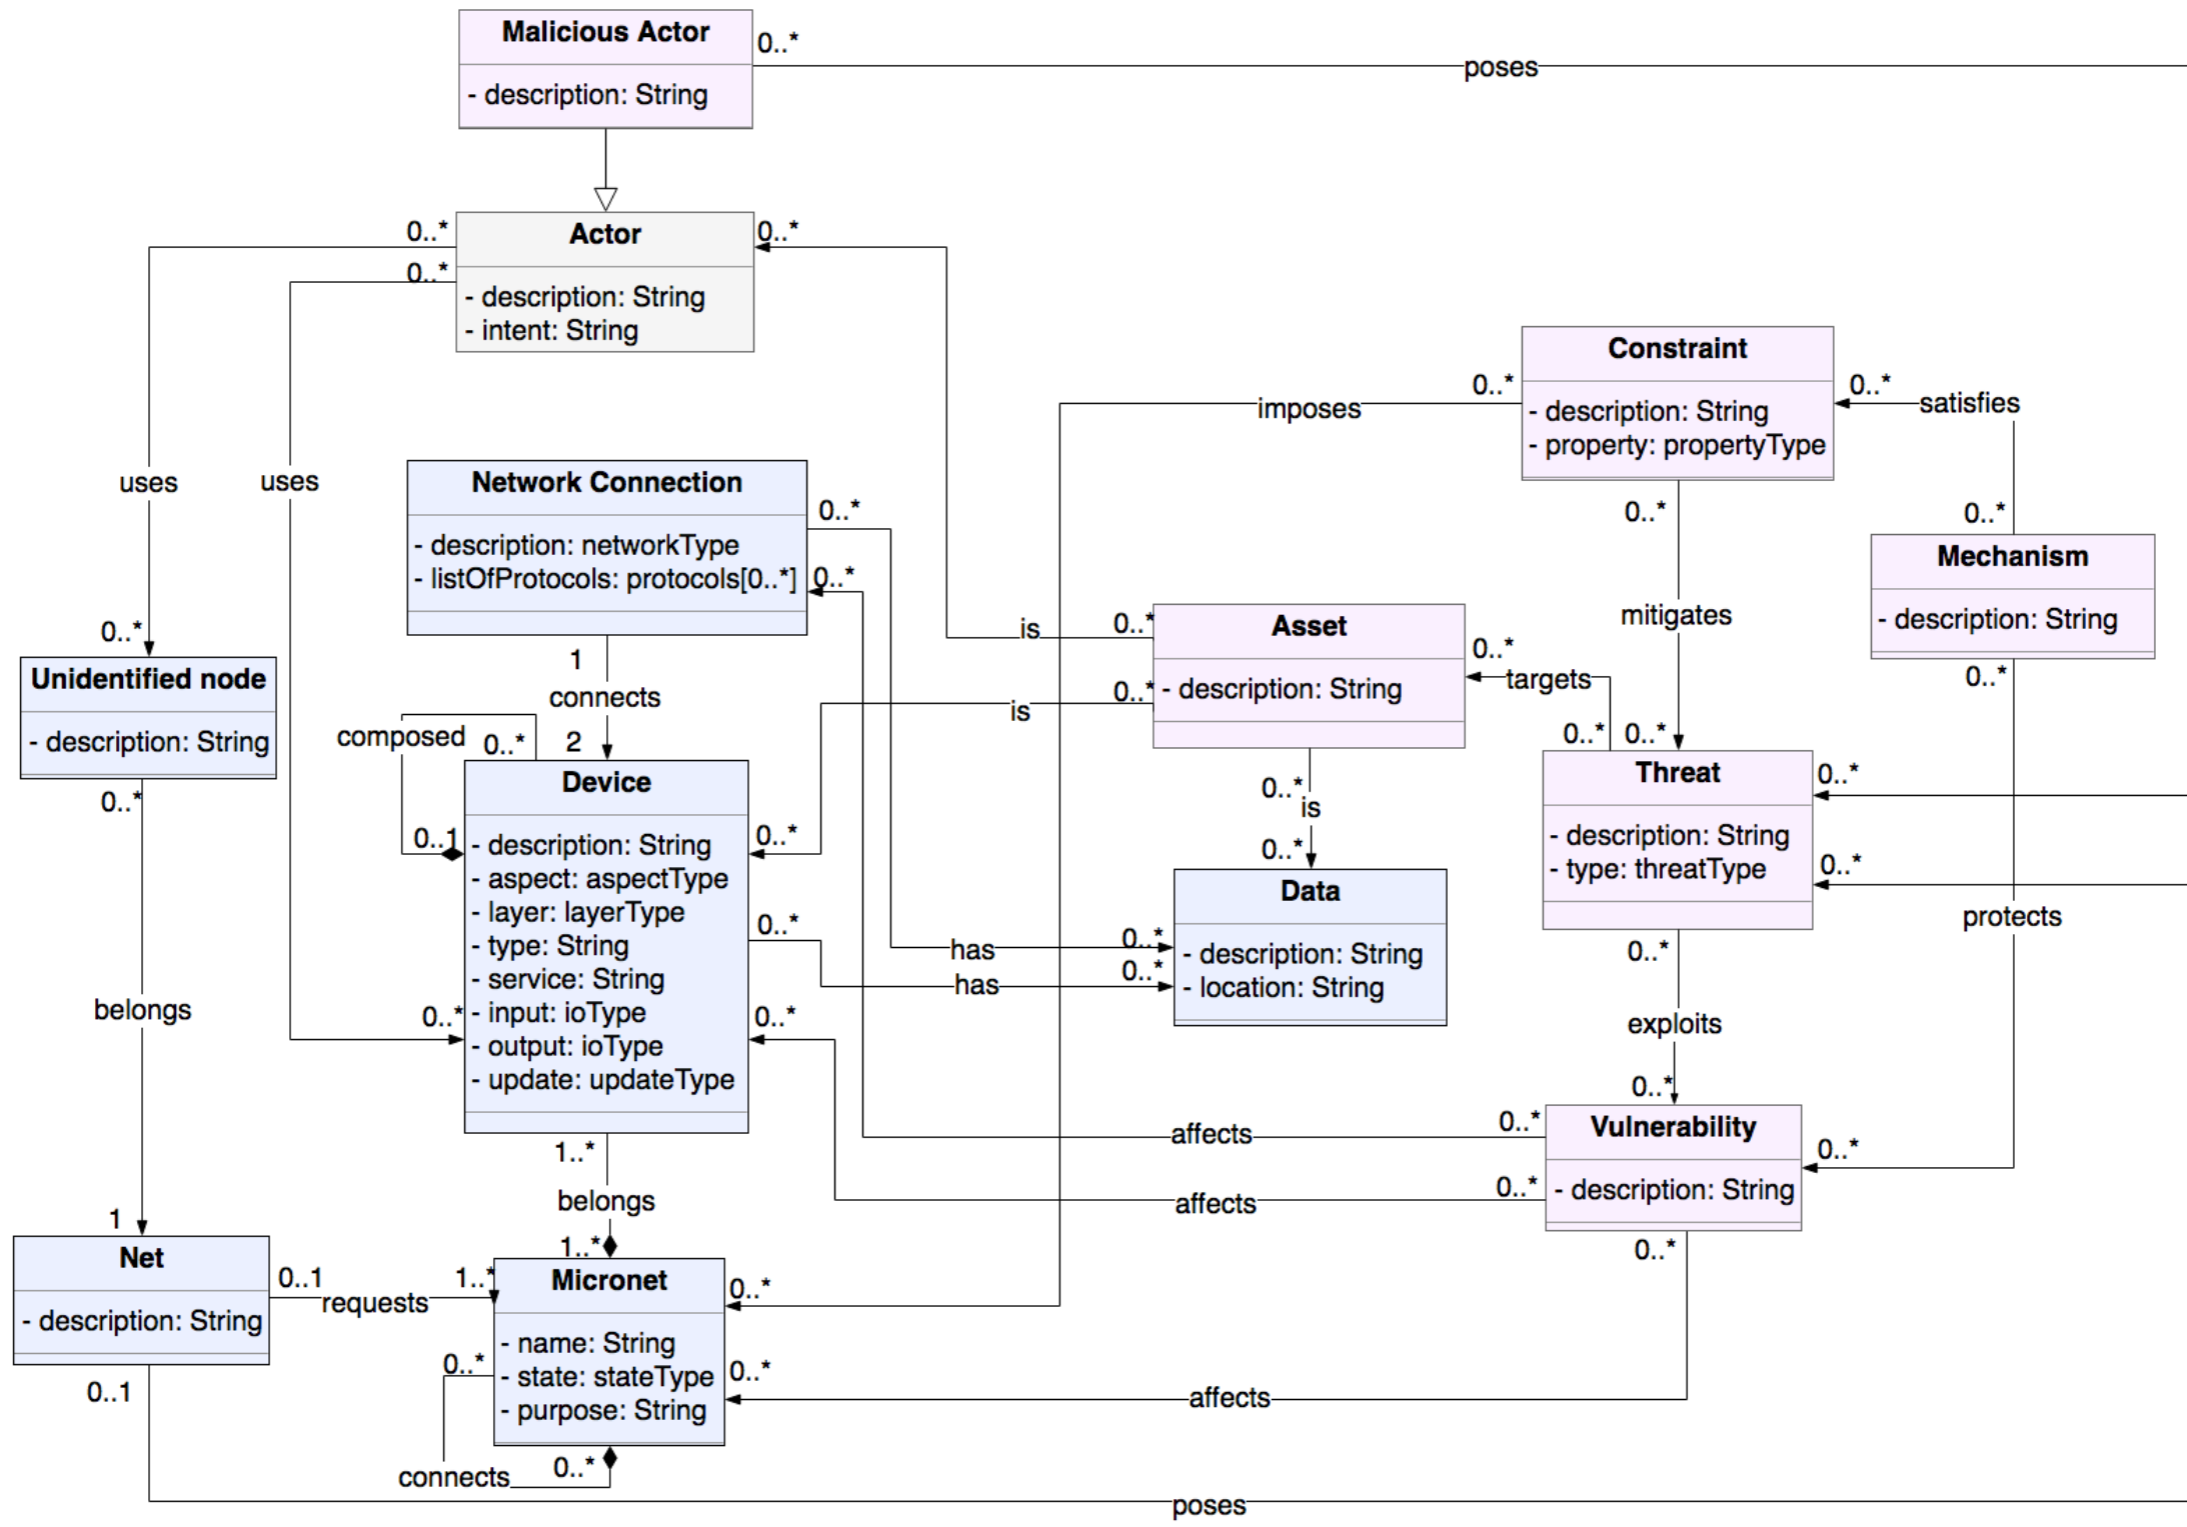 Malicious Actor
- description: String
0..*
poses
Actor
- description: String
- intent: String
0..*
0..*
0..*
uses
uses
Constraint
- description: String
- property: propertyType
0..*
imposes
0..*
satisfies
0..*
0..*
mitigates
Mechanism
- description: String
0..*
Network Connection
- description: networkType
- listOfProtocols: protocols[0..*]
0..*
0..*
1
connects
2
0..*
Unidentified node
- description: String
0..*
composed
0..*
0..1
Asset
- description: String
0..*
is
0..*
is
0..*
targets
0..*
0..*
0..*
is
0..*
Device
- description: String
- aspect: aspectType
- layer: layerType
- type: String
- service: String
- input: ioType
- output: ioType
- update: updateType
0..*
0..*
0..*
0..*
Data
- description: String
- location: String
0..*
has
0..*
has
Threat
- description: String
- type: threatType
0..*
0..*
0..*
exploits
0..*
protects
belongs
1
1..*
belongs
1..*
Vulnerability
- description: String
0..*
0..*
0..*
0..*
affects
affects
affects
Net
- description: String
0..1
requests
1..*
0..1
Micronet
- name: String
- state: stateType
- purpose: String
0..*
0..*
0..*
connects
0..*
poses